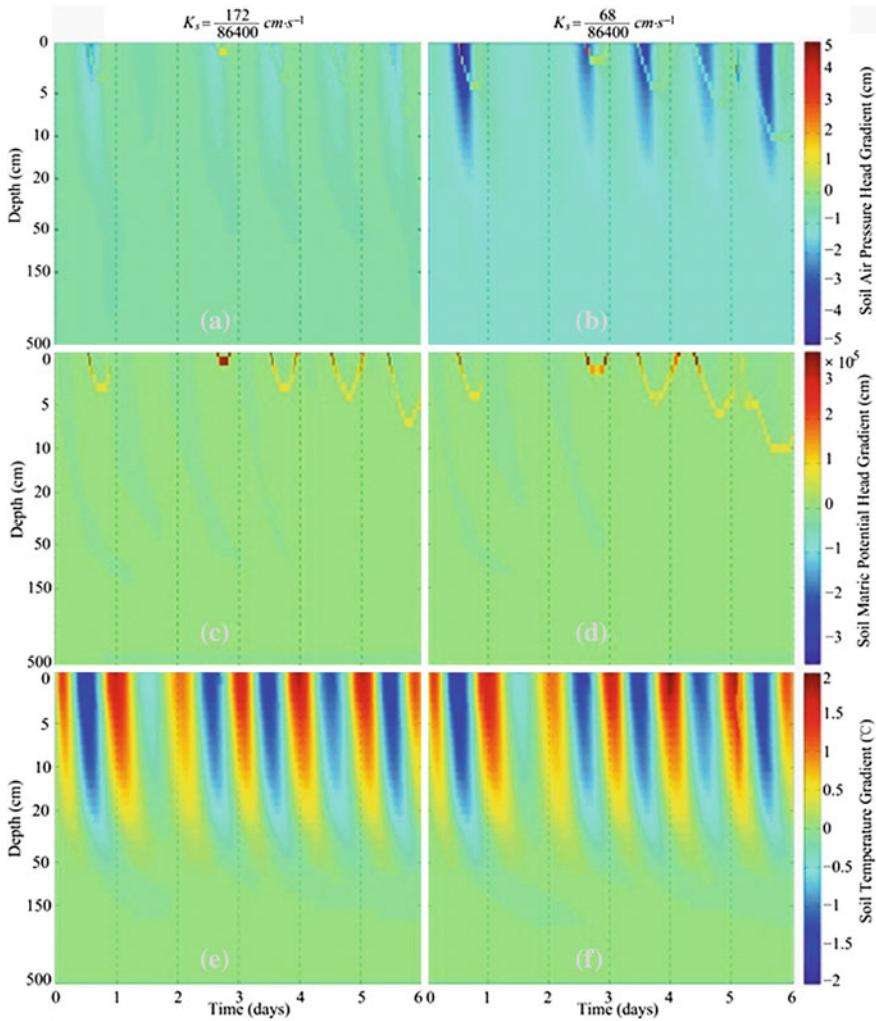 K_s = 172/86400 cm·s⁻¹
K_s = 68/86400 cm·s⁻¹
0
5
10
20
50
150
500
Depth (cm)
(a)
(b)
5
4
3
2
1
0
−1
−2
−3
−4
−5
Soil Air Pressure Head Gradient (cm)
0
5
10
20
50
150
500
Depth (cm)
(c)
(d)
× 10⁵
3
2
1
0
−1
−2
−3
Soil Matric Potential Head Gradient (cm)
0
5
10
20
50
150
500
Depth (cm)
(e)
(f)
2
1.5
1
0.5
0
−0.5
−1
−1.5
−2
Soil Temperature Gradient (℃)
0 1 2 3 4 5 6
Time (days)
0 1 2 3 4 5 6
Time (days)